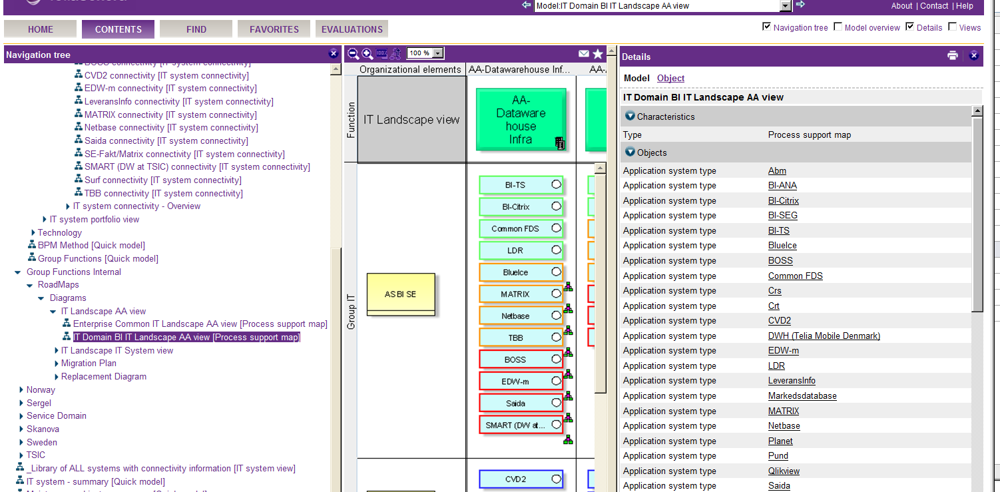 Model:IT Domain BI IT Landscape AA view
About | Contact | Help
HOME
CONTENTS
FIND
FAVORITES
EVALUATIONS
Navigation tree
Model overview
Details
Views
Navigation tree
BOSS connectivity [IT system connectivity]
CVD2 connectivity [IT system connectivity]
EDW-m connectivity [IT system connectivity]
LeveransInfo connectivity [IT system connectivity]
MATRIX connectivity [IT system connectivity]
Netbase connectivity [IT system connectivity]
Saida connectivity [IT system connectivity]
SE-Fakt/Matrix connectivity [IT system connectivity]
SMART (DW at TSIC) connectivity [IT system connectivity]
Surf connectivity [IT system connectivity]
TBB connectivity [IT system connectivity]
IT system connectivity - Overview
IT system portfolio view
Technology
BPM Method [Quick model]
Group Functions [Quick model]
Group Functions Internal
RoadMaps
Diagrams
IT Landscape AA view
Enterprise Common IT Landscape AA view [Process support map]
IT Domain BI IT Landscape AA view [Process support map]
IT Landscape IT System view
Migration Plan
Replacement Diagram
Norway
Sergel
Service Domain
Skanova
Sweden
TSIC
_Library of ALL systems with connectivity information [IT system view]
IT system - summary [Quick model]
100 %
Organizational elements
AA-Datawarehouse Inf...
AA-
Function
IT Landscape view
AA-
Dataware
house
Infra
Group IT
ASBI SE
BI-TS
BI-Citrix
Common FDS
LDR
BlueIce
MATRIX
Netbase
TBB
BOSS
EDW-m
Saida
SMART (DW at...
CVD2
Details
Model Object
IT Domain BI IT Landscape AA view
Characteristics
Type Process support map
Objects
Application system type Abm
Application system type BI-ANA
Application system type BI-Citrix
Application system type BI-SEG
Application system type BI-TS
Application system type BlueIce
Application system type BOSS
Application system type Common FDS
Application system type Crs
Application system type Crt
Application system type CVD2
Application system type DWH (Telia Mobile Denmark)
Application system type EDW-m
Application system type LDR
Application system type LeveransInfo
Application system type Markedsdatabase
Application system type MATRIX
Application system type Netbase
Application system type Planet
Application system type Pund
Application system type Qlikview
Application system type Saida